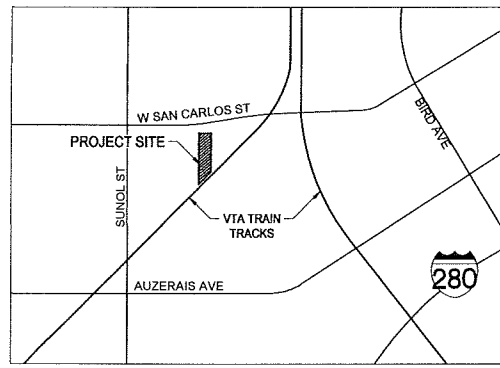 W SAN CARLOS ST
BIRD AVE
PROJECT SITE
SUNOL ST
VTA TRAIN
TRACKS
280
AUZERAIS AVE